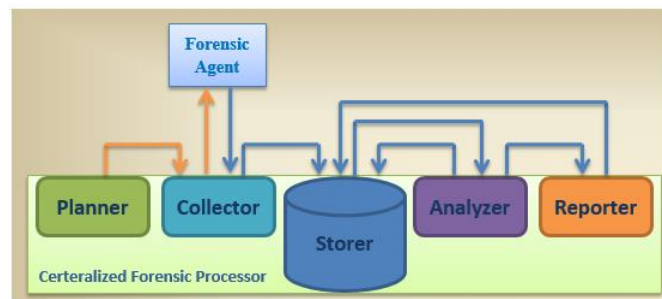 Forensic
Agent
Planner
Collector
Storer
Analyzer
Reporter
Certeralized Forensic Processor